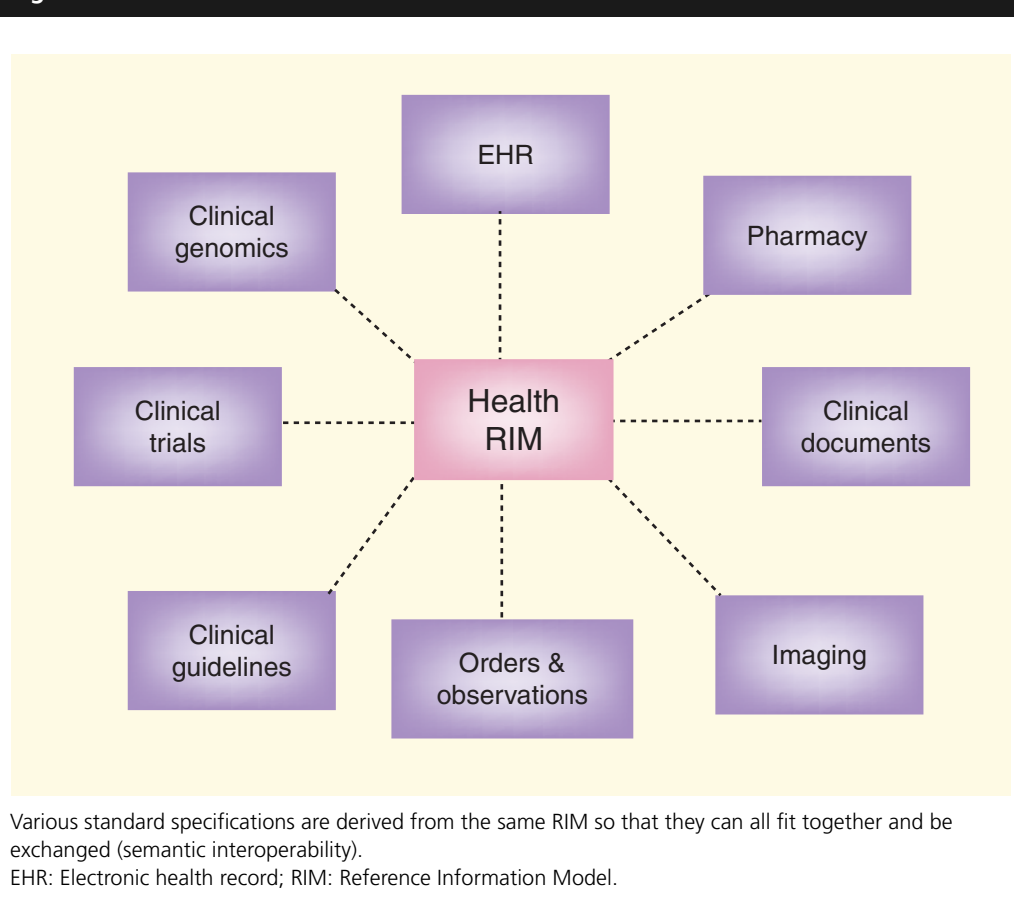 EHR
Clinical
genomics
Pharmacy
Clinical
trials
Health
RIM
Clinical
documents
Clinical
guidelines
Orders &
observations
Imaging
Various standard specifications are derived from the same RIM so that they can all fit together and be
exchanged (semantic interoperability).
EHR: Electronic health record; RIM: Reference Information Model.